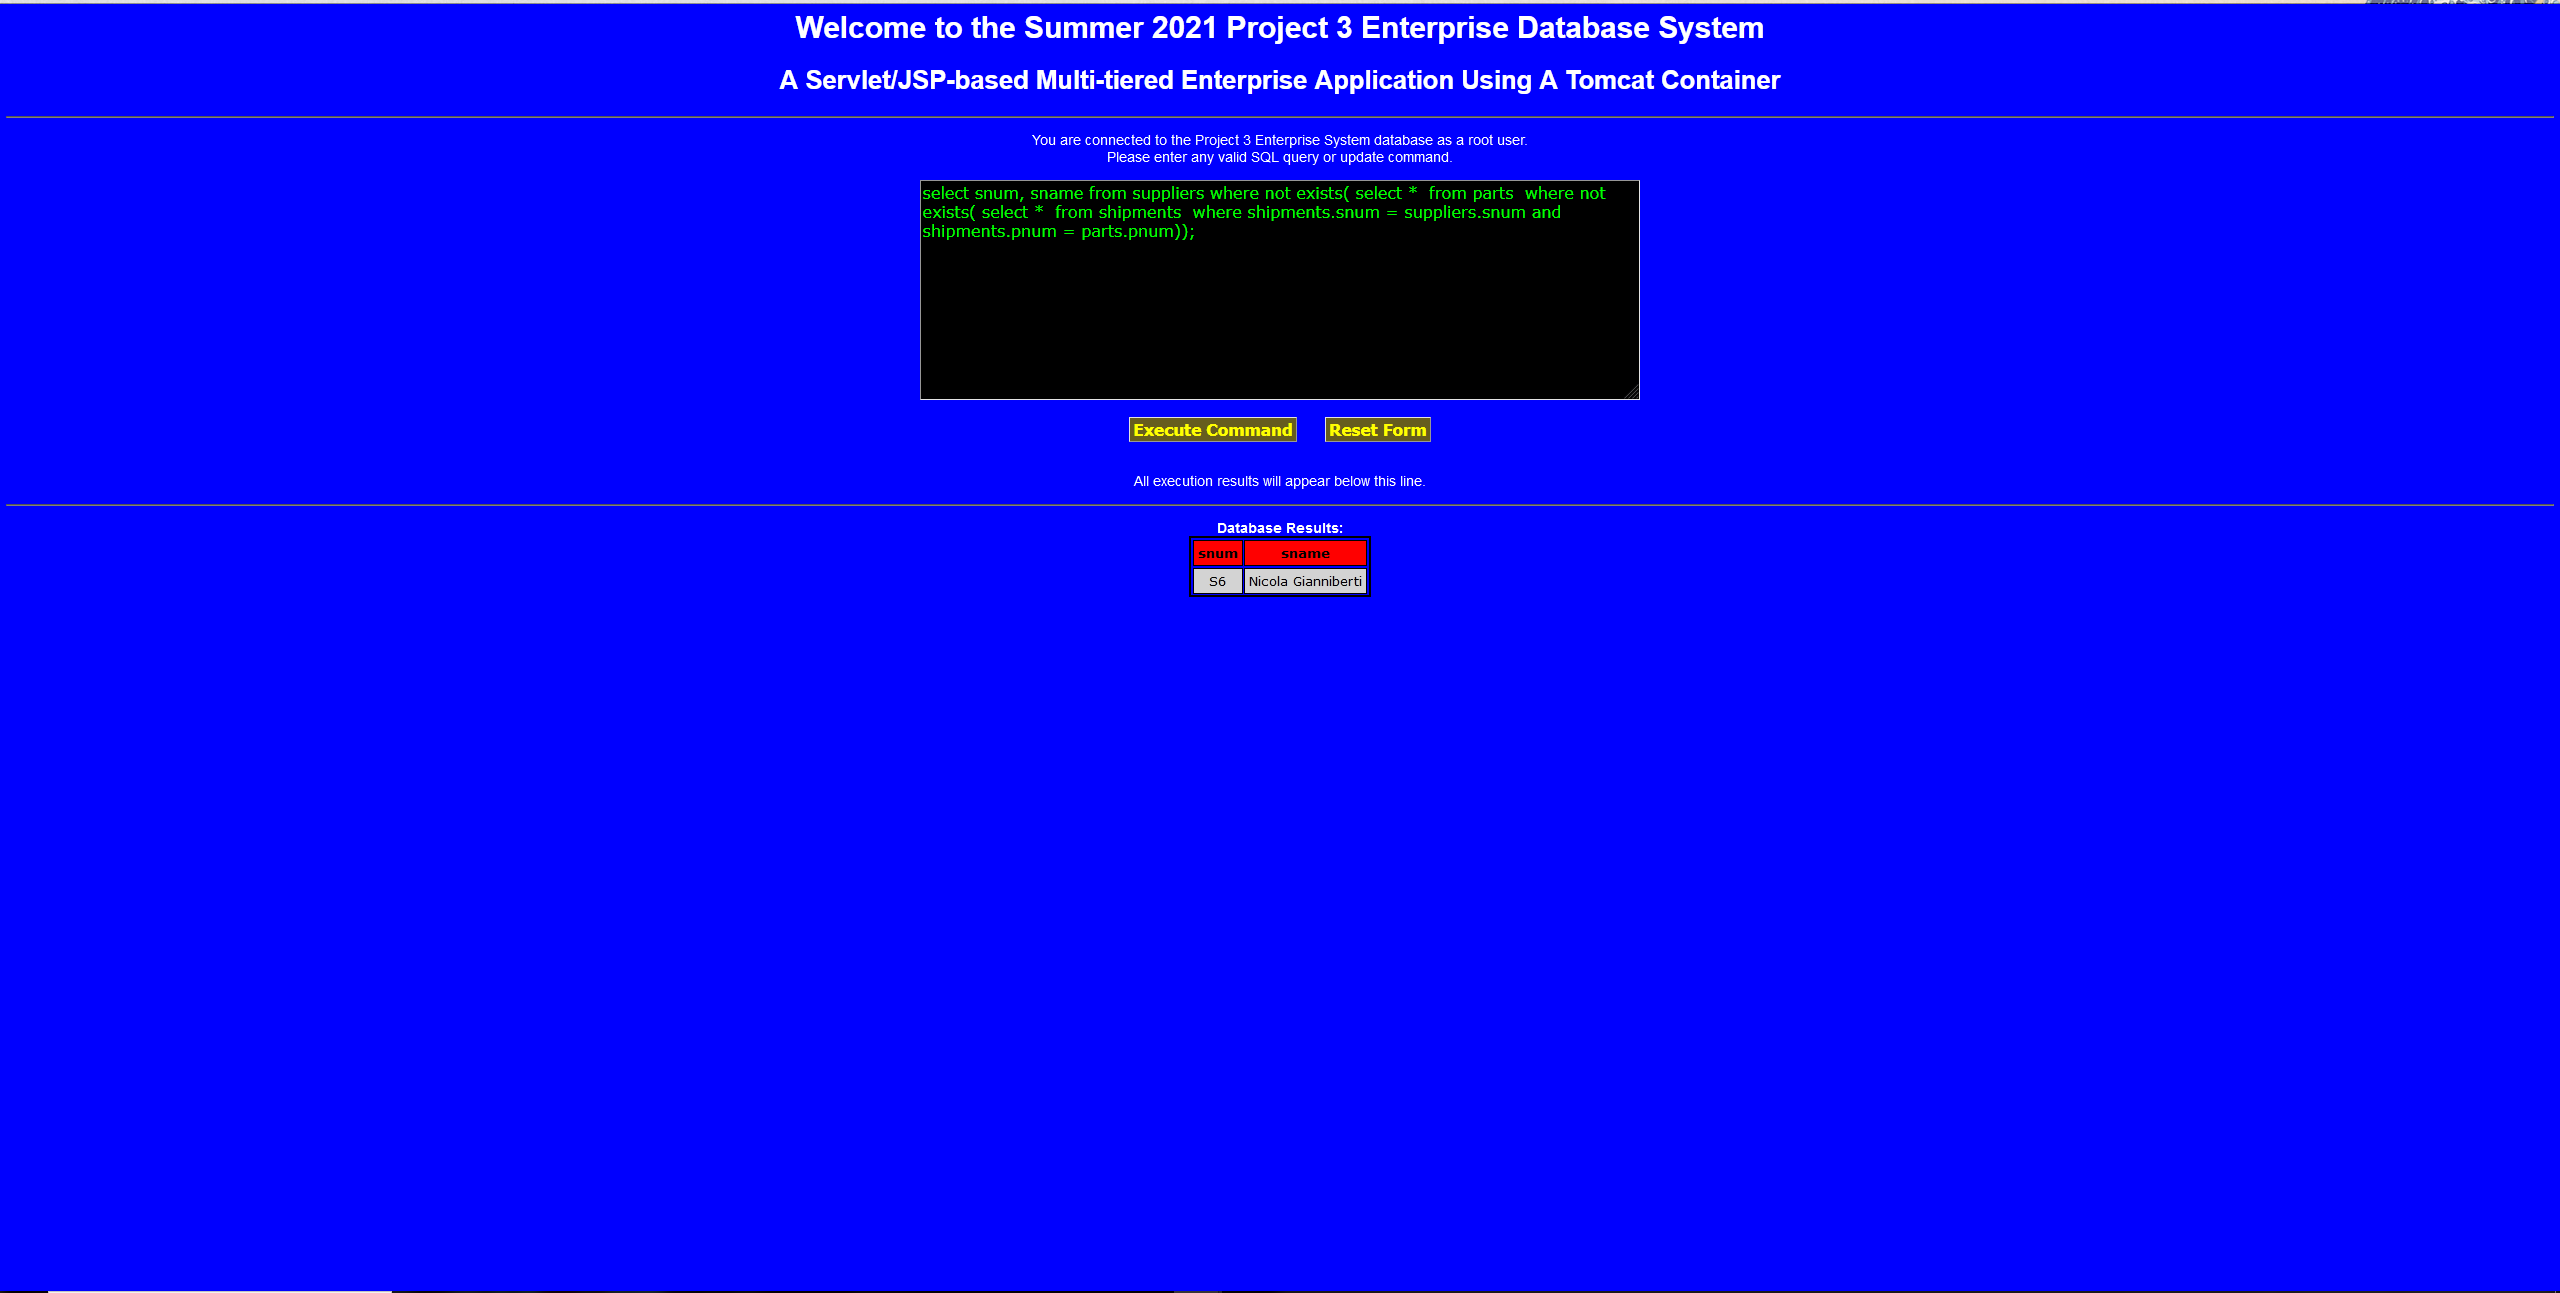 Welcome to the Summer 2021 Project 3 Enterprise Database System
A Servlet/JSP-based Multi-tiered Enterprise Application Using A Tomcat Container
You are connected to the Project 3 Enterprise System database as a root user.
Please enter any valid SQL query or update command.
select snum, sname from suppliers where not exists( select *  from parts  where not
exists( select *  from shipments  where shipments.snum = suppliers.snum and
shipments.pnum = parts.pnum));
Execute Command Reset Form
All execution results will appear below this line.
Database Results:
snum sname
S6 Nicola Gianniberti